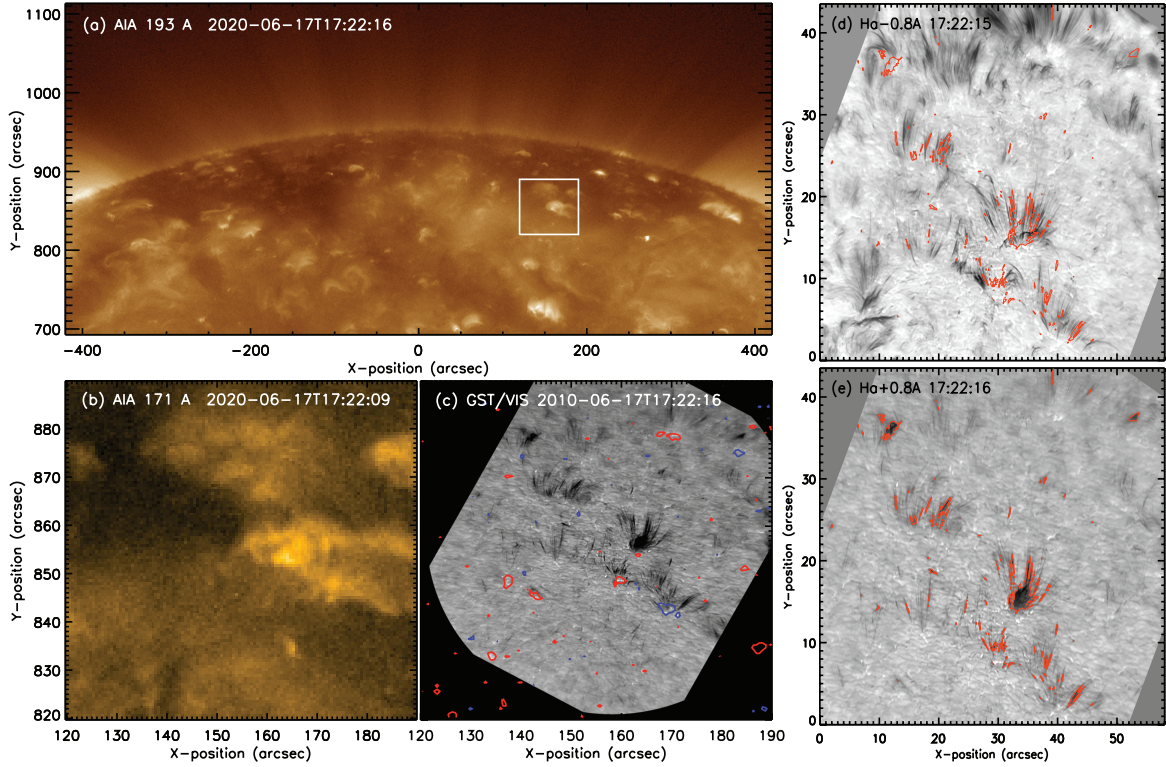 (a) AIA 193 A 2020-06-17T17:22:16
1100
1000
900
800
700
Y-position (arcsec)
-400 -200 0 200 400
X-position (arcsec)
(b) AIA 171 A 2020-06-17T17:22:09
880
870
860
850
840
830
820
Y-position (arcsec)
120 130 140 150 160 170 180
X-position (arcsec)
(c) GST/VIS 2010-06-17T17:22:16
120 130 140 150 160 170 180 190
X-position (arcsec)
(d) Ha-0.8A 17:22:15
40
30
20
10
0
Y-position (arcsec)
(e) Ha+0.8A 17:22:16
40
30
20
10
0
Y-position (arcsec)
0 10 20 30 40 50
X-position (arcsec)